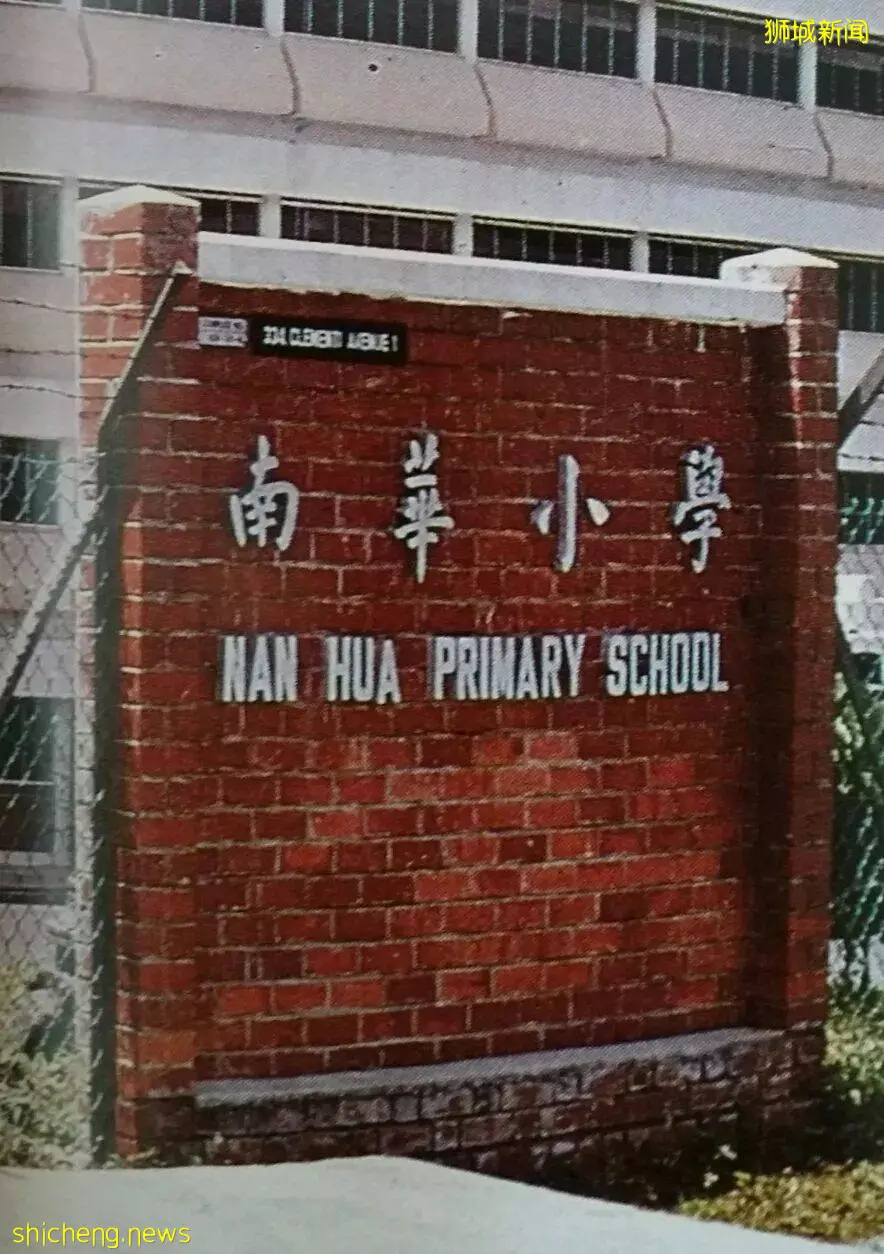 狮城新闻
334 CLEMENTI AVENUE 1
南華小學
NAN HUA PRIMARY SCHOOL
shicheng.news